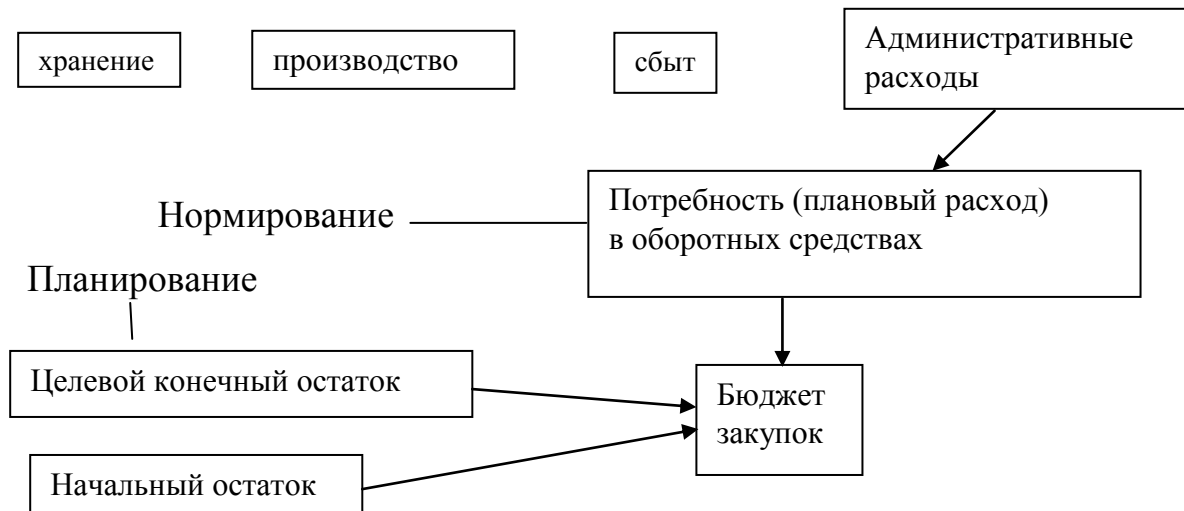 хранение
производство
сбыт
Административные
расходы
Нормирование
Потребность (плановый расход)
в оборотных средствах
Планирование
Целевой конечный остаток
Бюджет
закупок
Начальный остаток